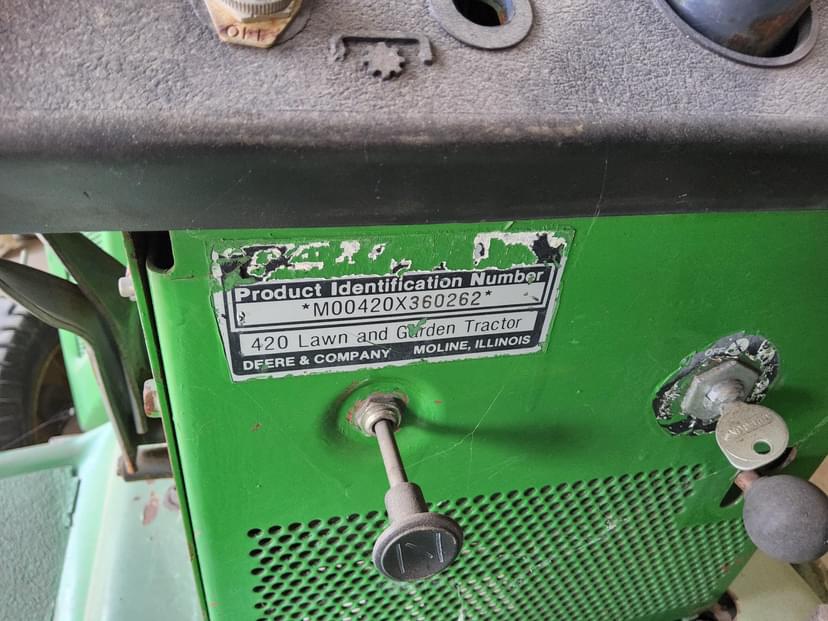 Product Identification Number
*M00420X360262*
420 Lawn and Garden Tractor
DEERE & COMPANY MOLINE, ILLINOIS